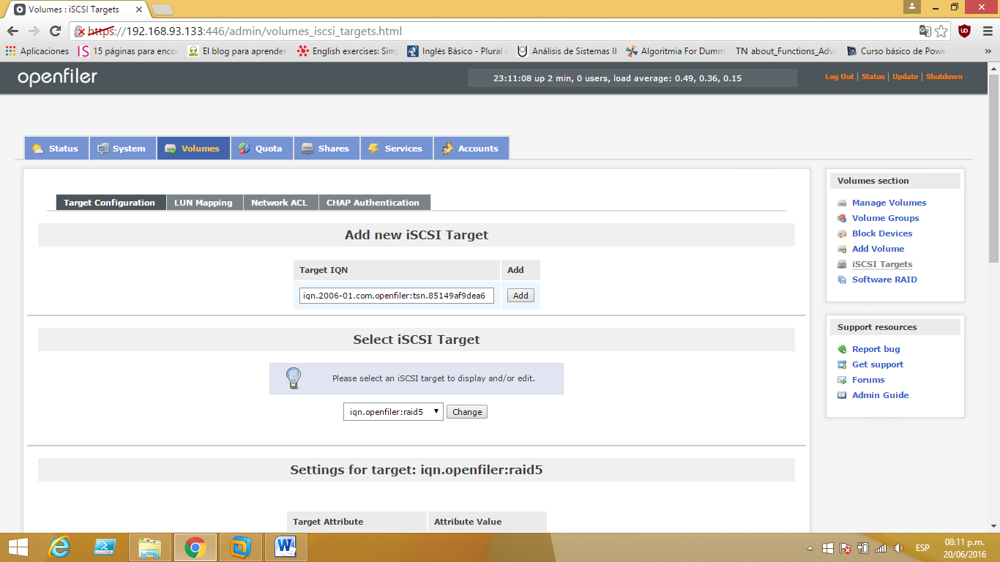 Volumes : iSCSI Targets
https://192.168.93.133:446/admin/volumes_iscsi_targets.html
Aplicaciones
15 páginas para enco
El blog para aprender
English exercises: Sim
Inglés Básico - Plural
Análisis de Sistemas II
Algoritmia For Dumm
TN about_Functions_Adv
Curso básico de Powe
»
openfiler
23:11:08 up 2 min, 0 users, load average: 0.49, 0.36, 0.15
Log Out | Status | Update | Shutdown
Status
System
Volumes
Quota
Shares
Services
Accounts
Target Configuration
LUN Mapping
Network ACL
CHAP Authentication
Add new iSCSI Target
Target IQN
Add
iqn.2006-01.com.openfiler:tsn.85149af9dea6
Add
Select iSCSI Target
Please select an iSCSI target to display and/or edit.
iqn.openfiler:raid5
Change
Settings for target: iqn.openfiler:raid5
Target Attribute
Attribute Value
Volumes section
Manage Volumes
Volume Groups
Block Devices
Add Volume
iSCSI Targets
Software RAID
Support resources
Report bug
Get support
Forums
Admin Guide
ESP
08:11 p.m.
20/06/2016